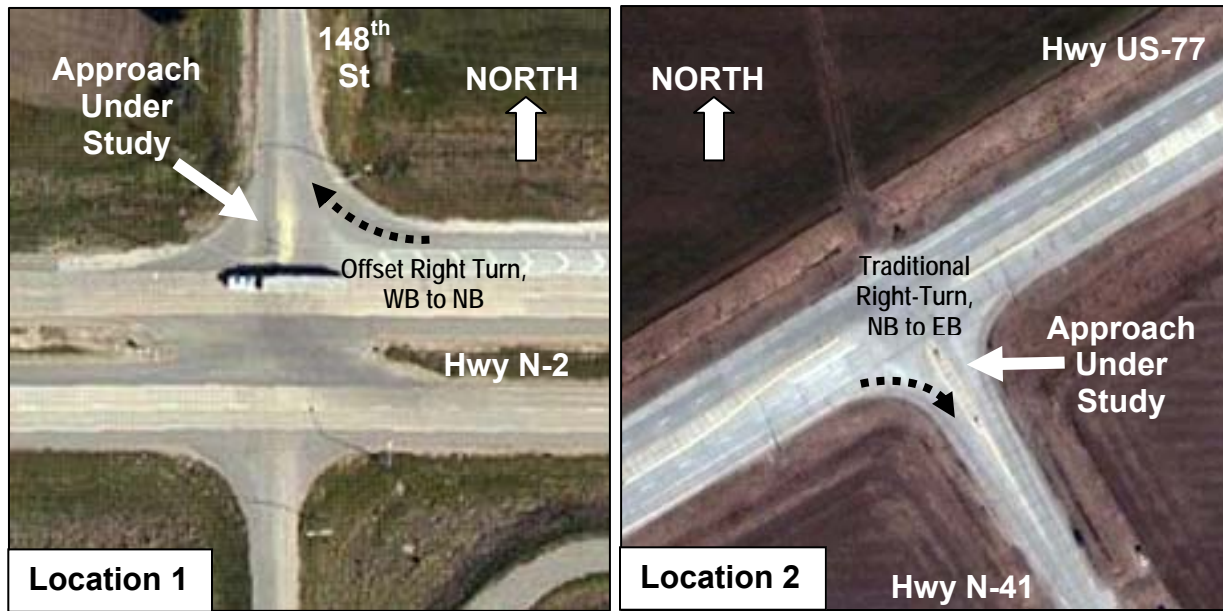 148th
St
Approach
Under
Study
NORTH
Offset Right Turn,
WB to NB
Hwy N-2
Location 1
Hwy US-77
NORTH
Traditional
Right-Turn,
NB to EB
Approach
Under
Study
Location 2
Hwy N-41